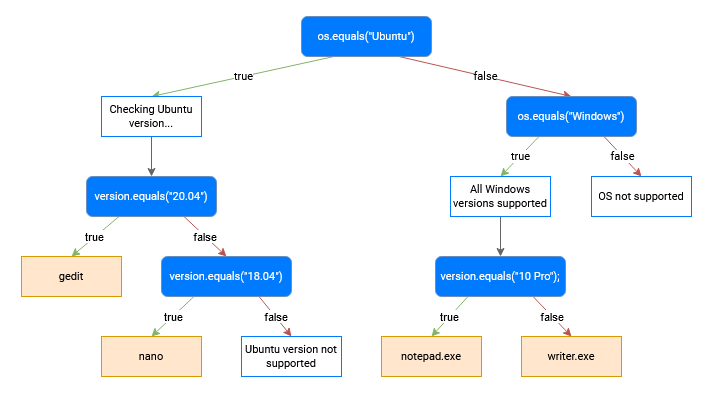 os.equals("Ubuntu")
true
false
Checking Ubuntu
version...
os.equals("Windows")
true
false
version.equals("20.04")
All Windows
versions supported
OS not supported
true
false
gedit
version.equals("18.04")
version.equals("10 Pro");
true
false
true
false
nano
Ubuntu version not
supported
notepad.exe
writer.exe